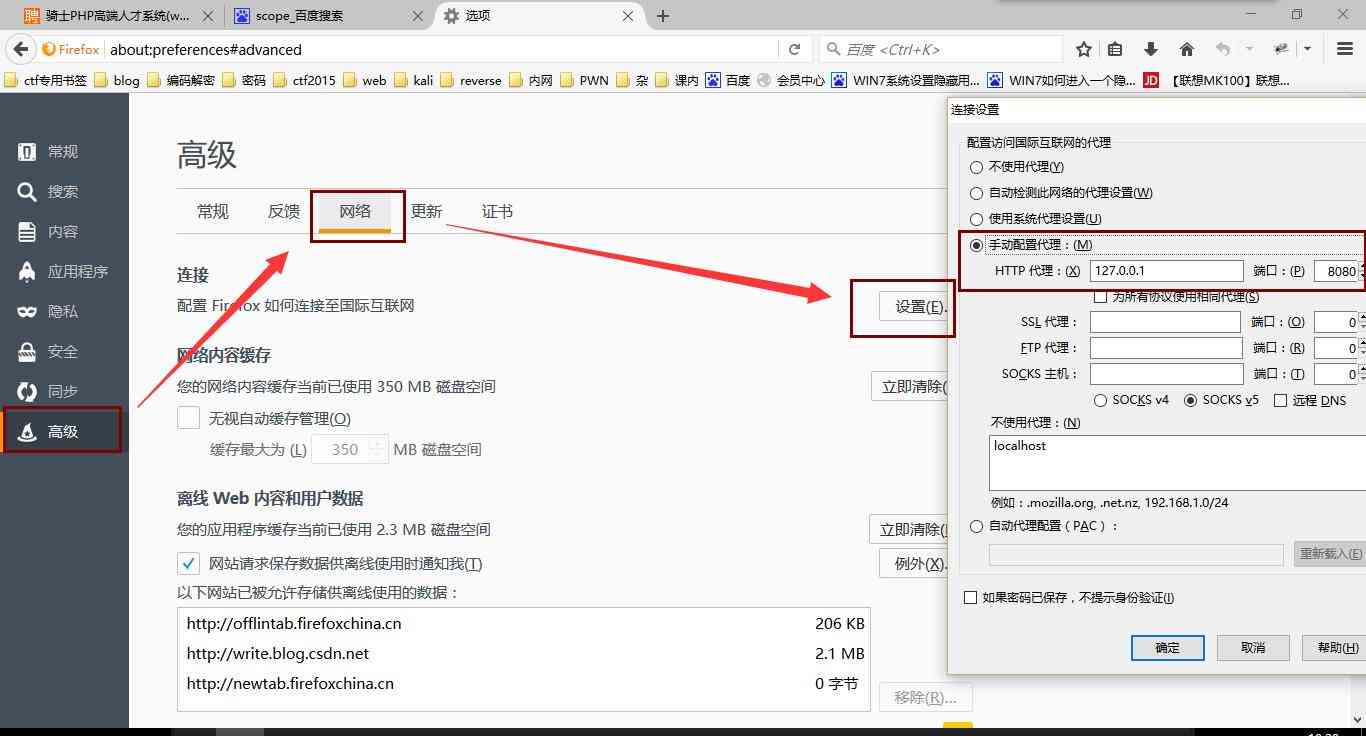 骑士PHP高端人才系统(w...
scope_百度搜索
选项
Firefox
about:preferences#advanced
百度 <Ctrl+K>
ctf专用书签
blog
编码解密
密码
ctf2015
web
kali
reverse
内网
PWN
杂
课内
百度
会员中心
WIN7系统设置隐藏用...
WIN7如何进入一个隐...
JD
【联想MK100】联想...
常规
搜索
内容
应用程序
隐私
安全
同步
高级
高级
常规
反馈
网络
更新
证书
连接
配置 Firefox 如何连接至国际互联网
设置(E).
网络内容缓存
您的网络内容缓存当前已使用 350 MB 磁盘空间
立即清除(
无视自动缓存管理(O)
缓存最大为 (L)
350
MB 磁盘空间
离线 Web 内容和用户数据
您的应用程序缓存当前已使用 2.3 MB 磁盘空间
立即清除(
网站请求保存数据供离线使用时通知我(T)
例外(X).
以下网站已被允许存储供离线使用的数据：
http://offlintab.firefoxchina.cn
206 KB
http://write.blog.csdn.net
2.1 MB
http://newtab.firefoxchina.cn
0 字节
移除(R)...
连接设置
配置访问国际互联网的代理
不使用代理(Y)
自动检测此网络的代理设置(W)
使用系统代理设置(U)
手动配置代理：(M)
HTTP 代理：(X)
127.0.0.1
端口：(P)
8080
为所有协议使用相同代理(S)
SSL 代理：
端口：(O)
0
FTP 代理：
端口：(R)
0
SOCKS 主机：
端口：(T)
0
SOCKS v4
SOCKS v5
远程 DNS
不使用代理：(N)
localhost
例如：.mozilla.org, .net.nz, 192.168.1.0/24
自动代理配置（PAC）：
重新载入(E)
如果密码已保存，不提示身份验证(I)
确定
取消
帮助(H)